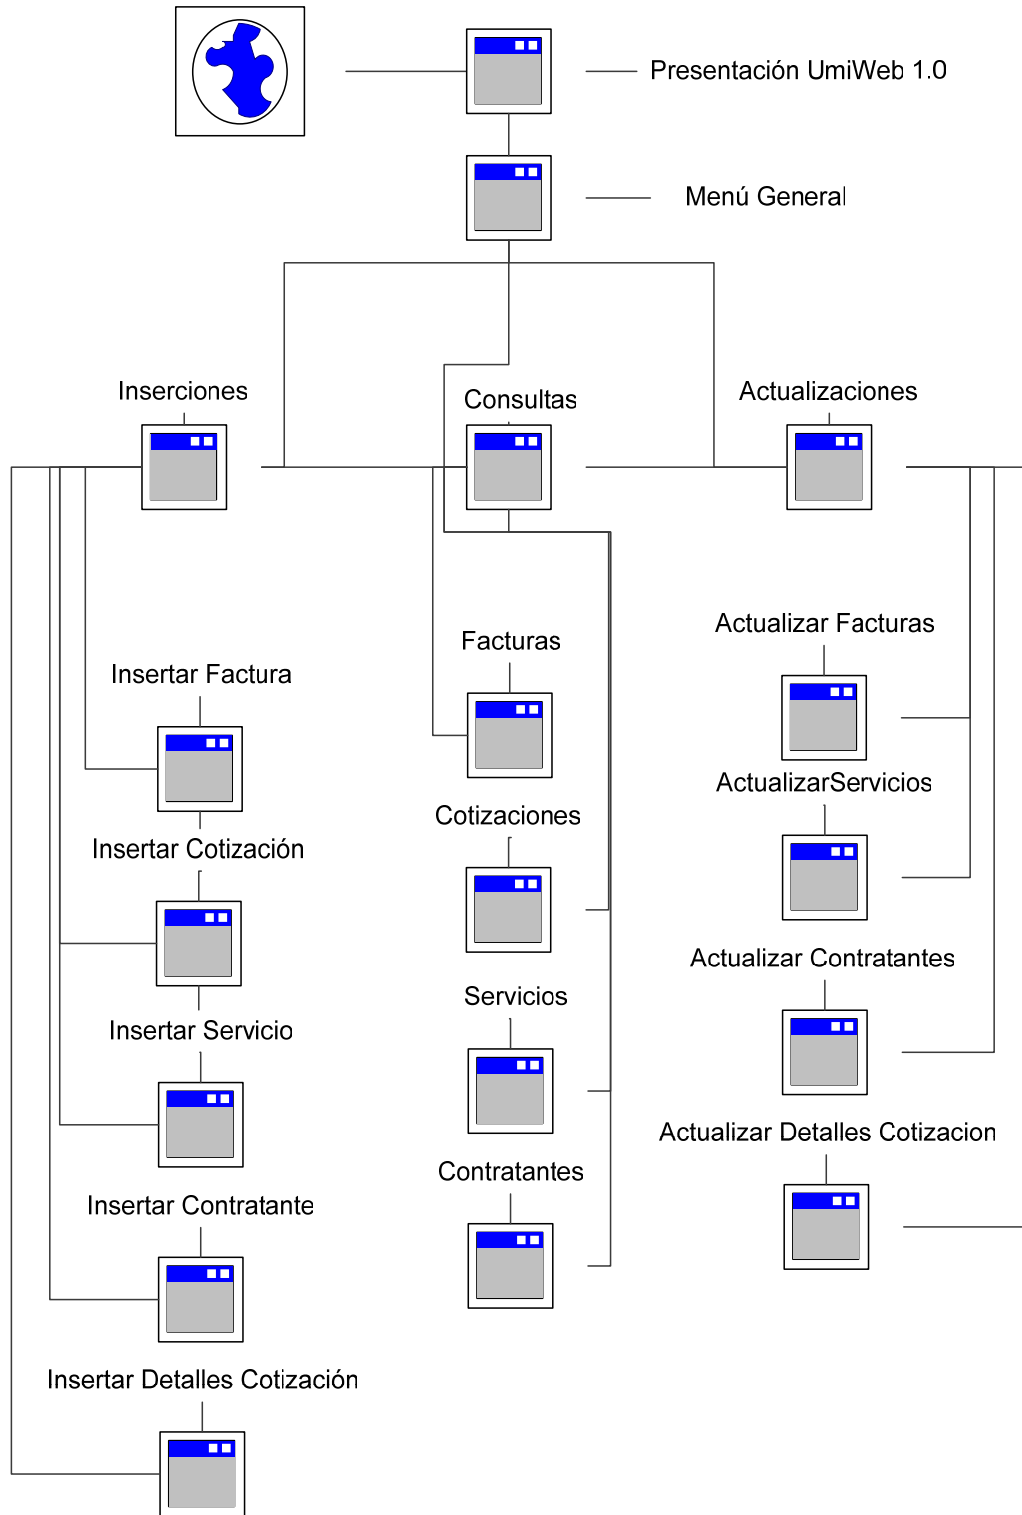 Presentación UmiWeb 1.0
Menú General
Inserciones
Consultas
Actualizaciones
Insertar Factura
Insertar Cotización
Insertar Servicio
Insertar Contratante
Insertar Detalles Cotización
Facturas
Cotizaciones
Servicios
Contratantes
Actualizar Facturas
ActualizarServicios
Actualizar Contratantes
Actualizar Detalles Cotizacion